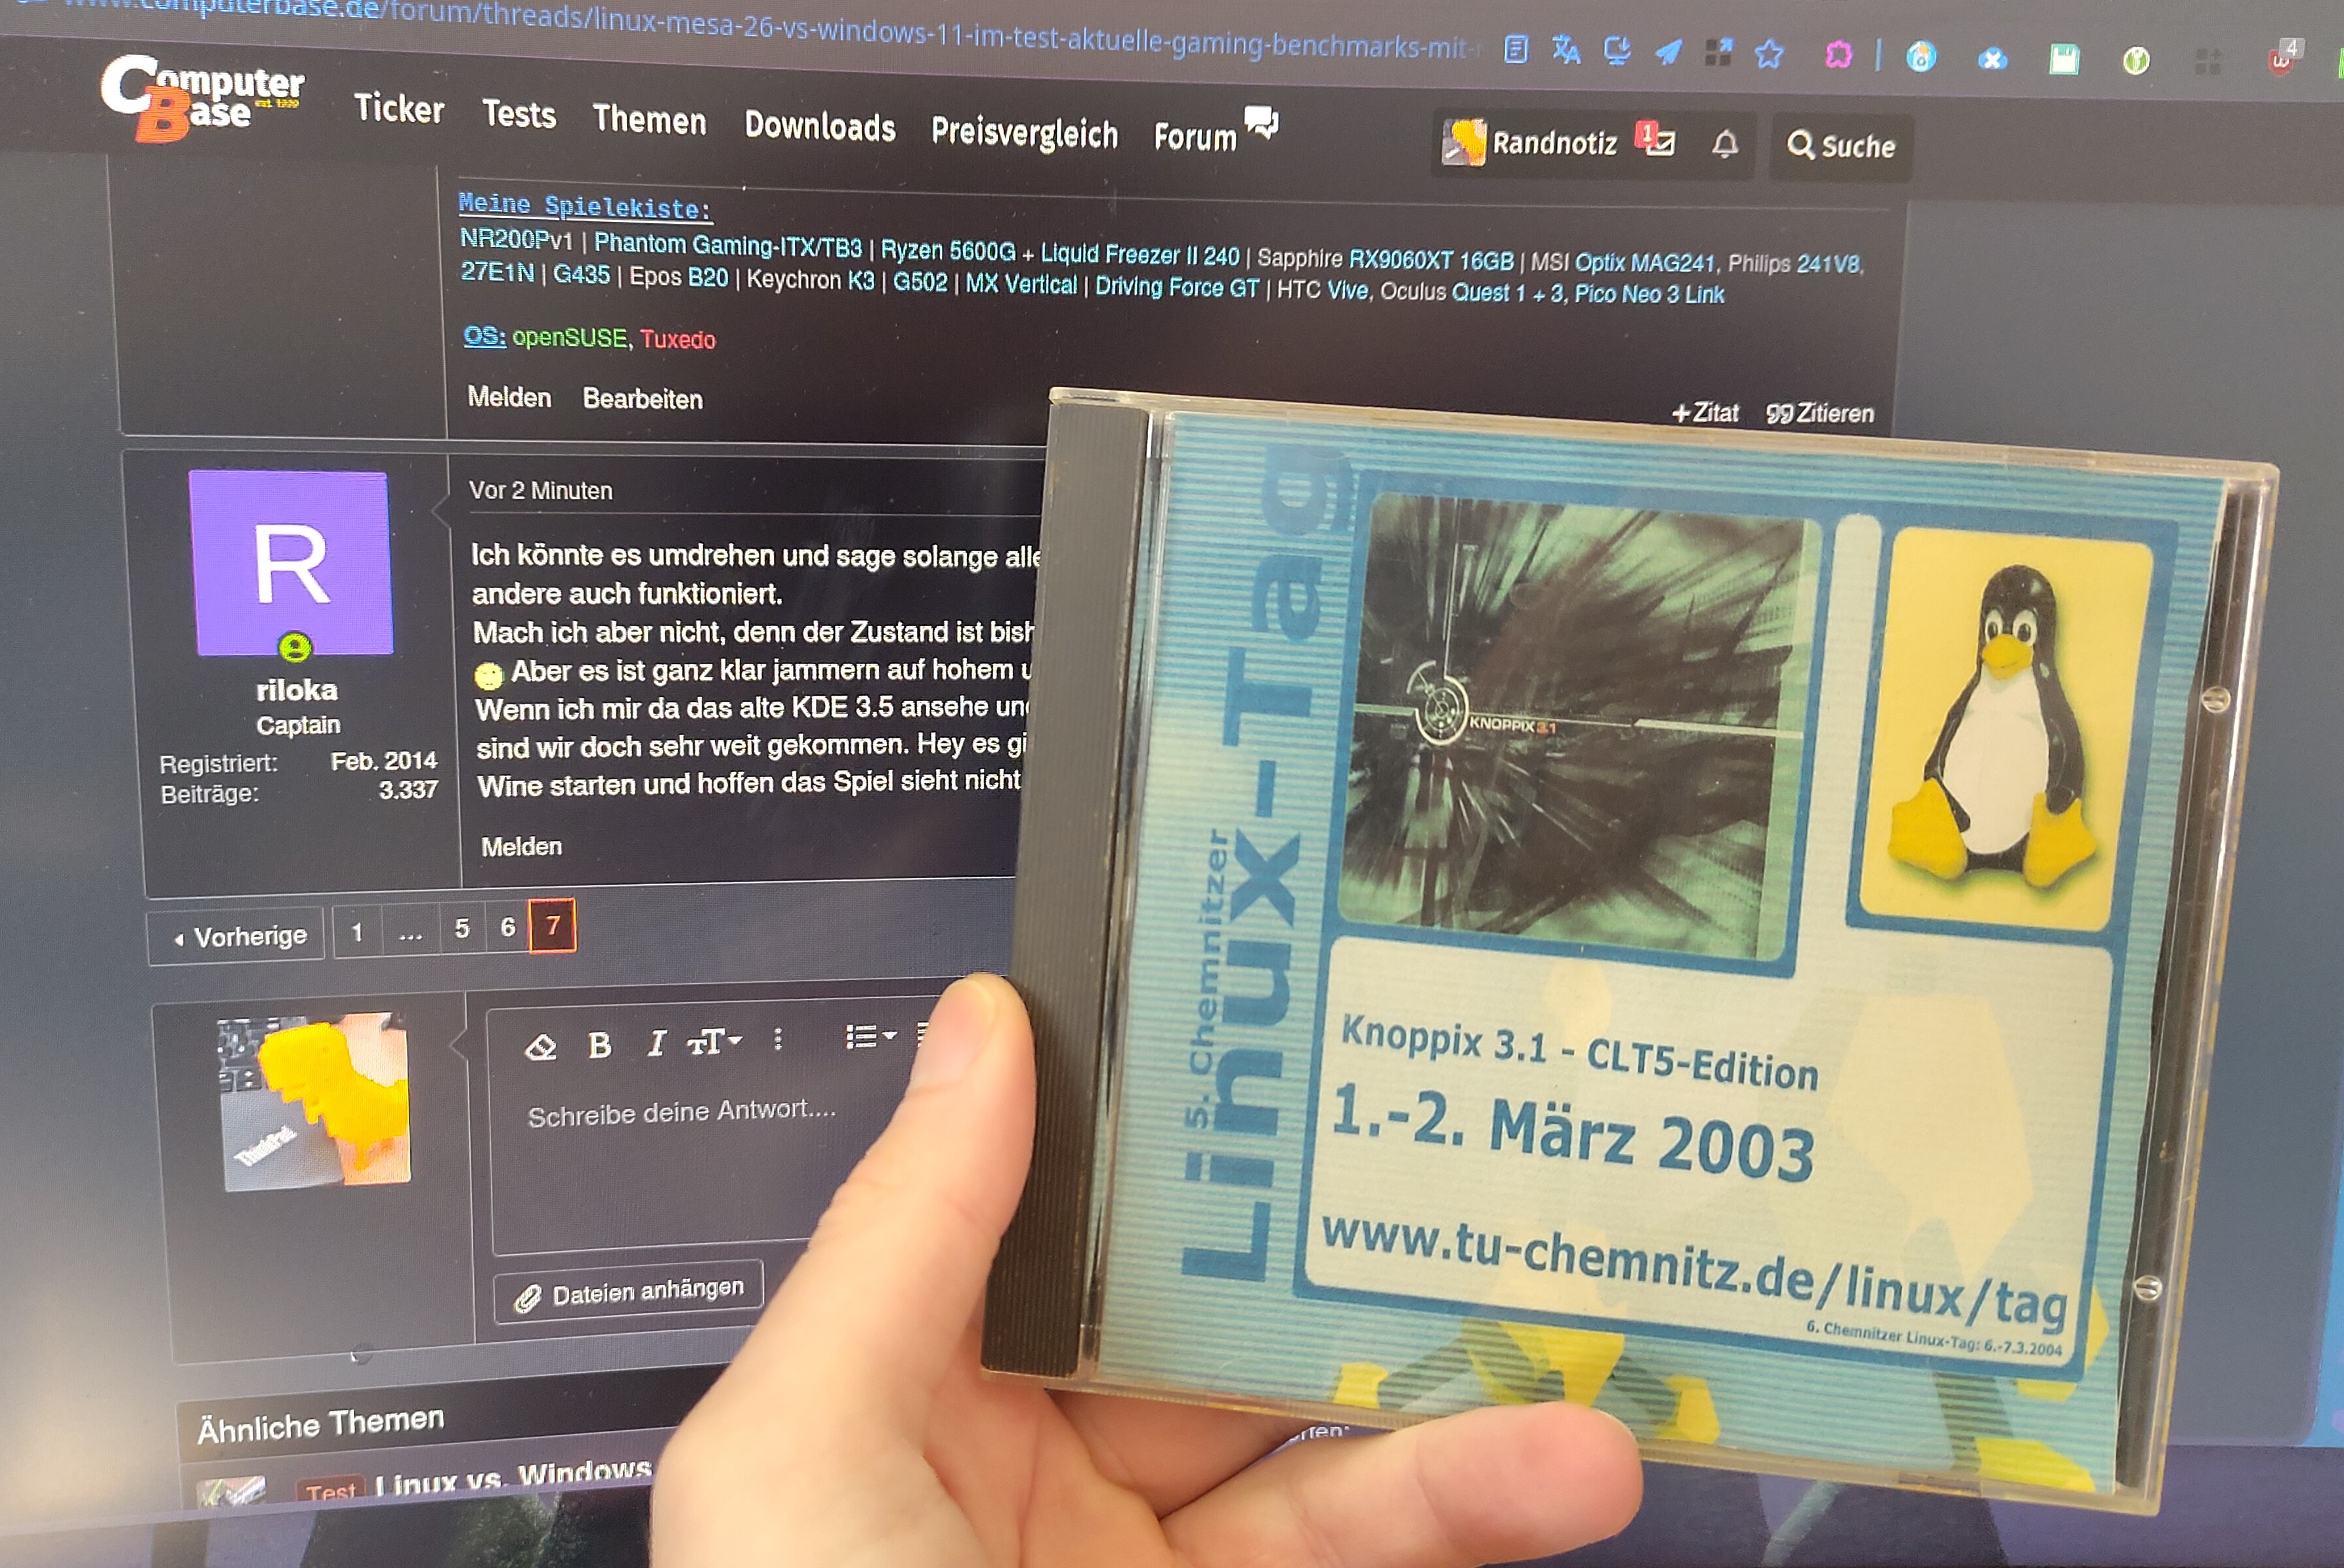 www.computerbase.de/forum/threads/linux-mesa-26-vs-windows-11-im-test-aktuelle-gaming-benchmarks-mit-
4
Computer
Base
est. 1999
Ticker
Tests
Themen
Downloads
Preisvergleich
Forum
Randnotiz
1
Suche
Meine Spielekiste:
NR200Pv1 | Phantom Gaming-ITX/TB3 | Ryzen 5600G + Liquid Freezer II 240 | Sapphire RX9060XT 16GB | MSI Optix MAG241, Philips 241V8,
27E1N | G435 | Epos B20 | Keychron K3 | G502 | MX Vertical | Driving Force GT | HTC Vive, Oculus Quest 1 + 3, Pico Neo 3 Link
OS: openSUSE, Tuxedo
Melden Bearbeiten
+Zitat Zitieren
R
riloka
Captain
Registriert: Feb. 2014
Beiträge: 3.337
Vor 2 Minuten
Ich könnte es umdrehen und sage solange alle
andere auch funktioniert.
Mach ich aber nicht, denn der Zustand ist bish
Aber es ist ganz klar jammern auf hohem u
Wenn ich mir da das alte KDE 3.5 ansehe und
sind wir doch sehr weit gekommen. Hey es gi
Wine starten und hoffen das Spiel sieht nicht
Melden
Vorherige 1 ... 5 6 7
ThinkPad
B I TT
Schreibe deine Antwort....
Dateien anhängen
Ähnliche Themen
Test Linux vs. Windows
5. Chemnitzer
Linux-Tag
KNOPPIX 3.1
Knoppix 3.1 - CLT5-Edition
1.-2. März 2003
www.tu-chemnitz.de/linux/tag
6. Chemnitzer Linux-Tag: 6.-7.3.2004